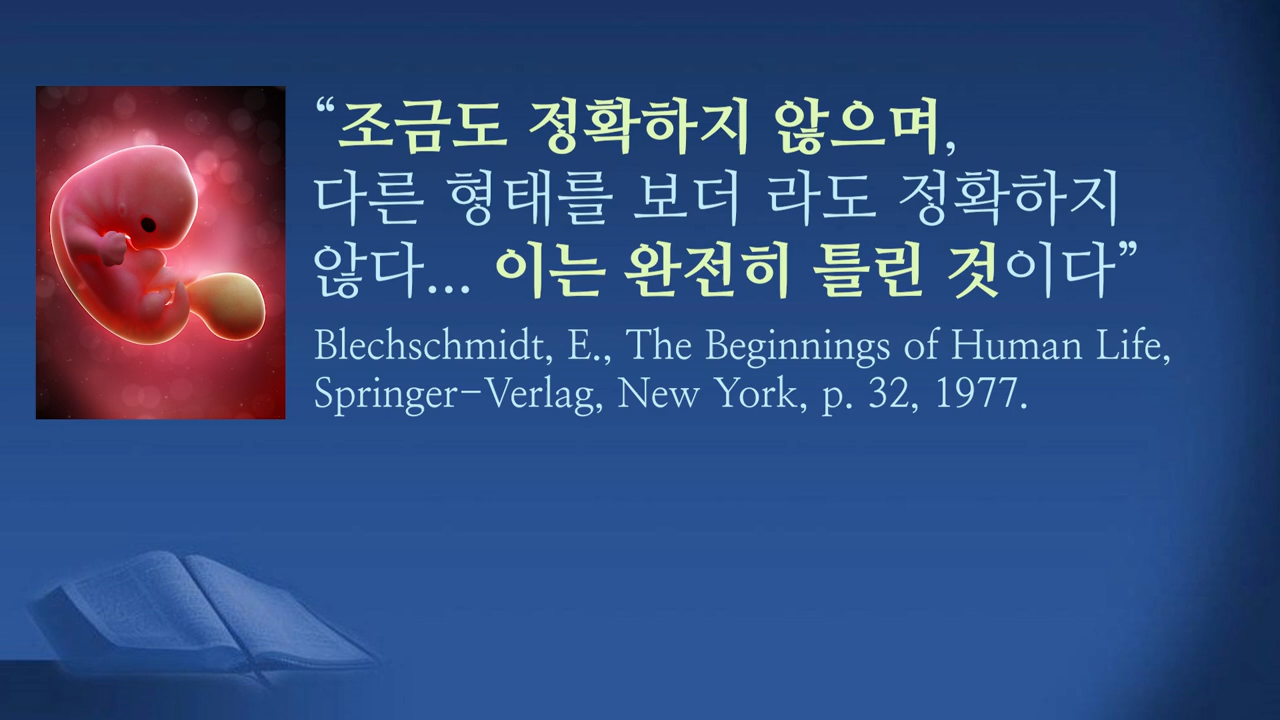 “조금도 정확하지 않으며,
다른 형태를 보더 라도 정확하지
않다... 이는 완전히 틀린 것이다”
Blechschmidt, E., The Beginnings of Human Life,
Springer-Verlag, New York, p. 32, 1977.